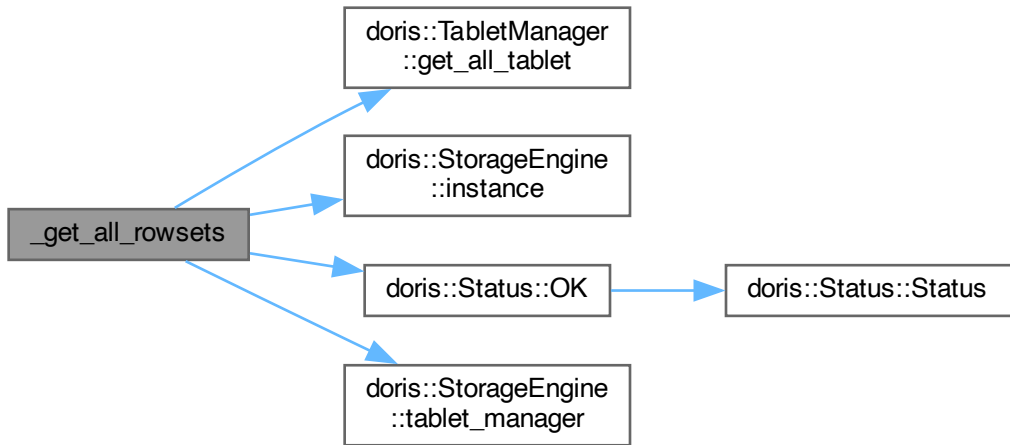 doris::TabletManager
::get_all_tablet
doris::StorageEngine
::instance
_get_all_rowsets
doris::Status::OK
doris::Status::Status
doris::StorageEngine
::tablet_manager